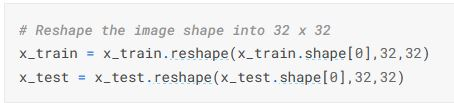 # Reshape the image shape into 32 x 32
x_train = x_train.reshape(x_train.shape[0],32,32)
x_test = x_test.reshape(x_test.shape[0],32,32)